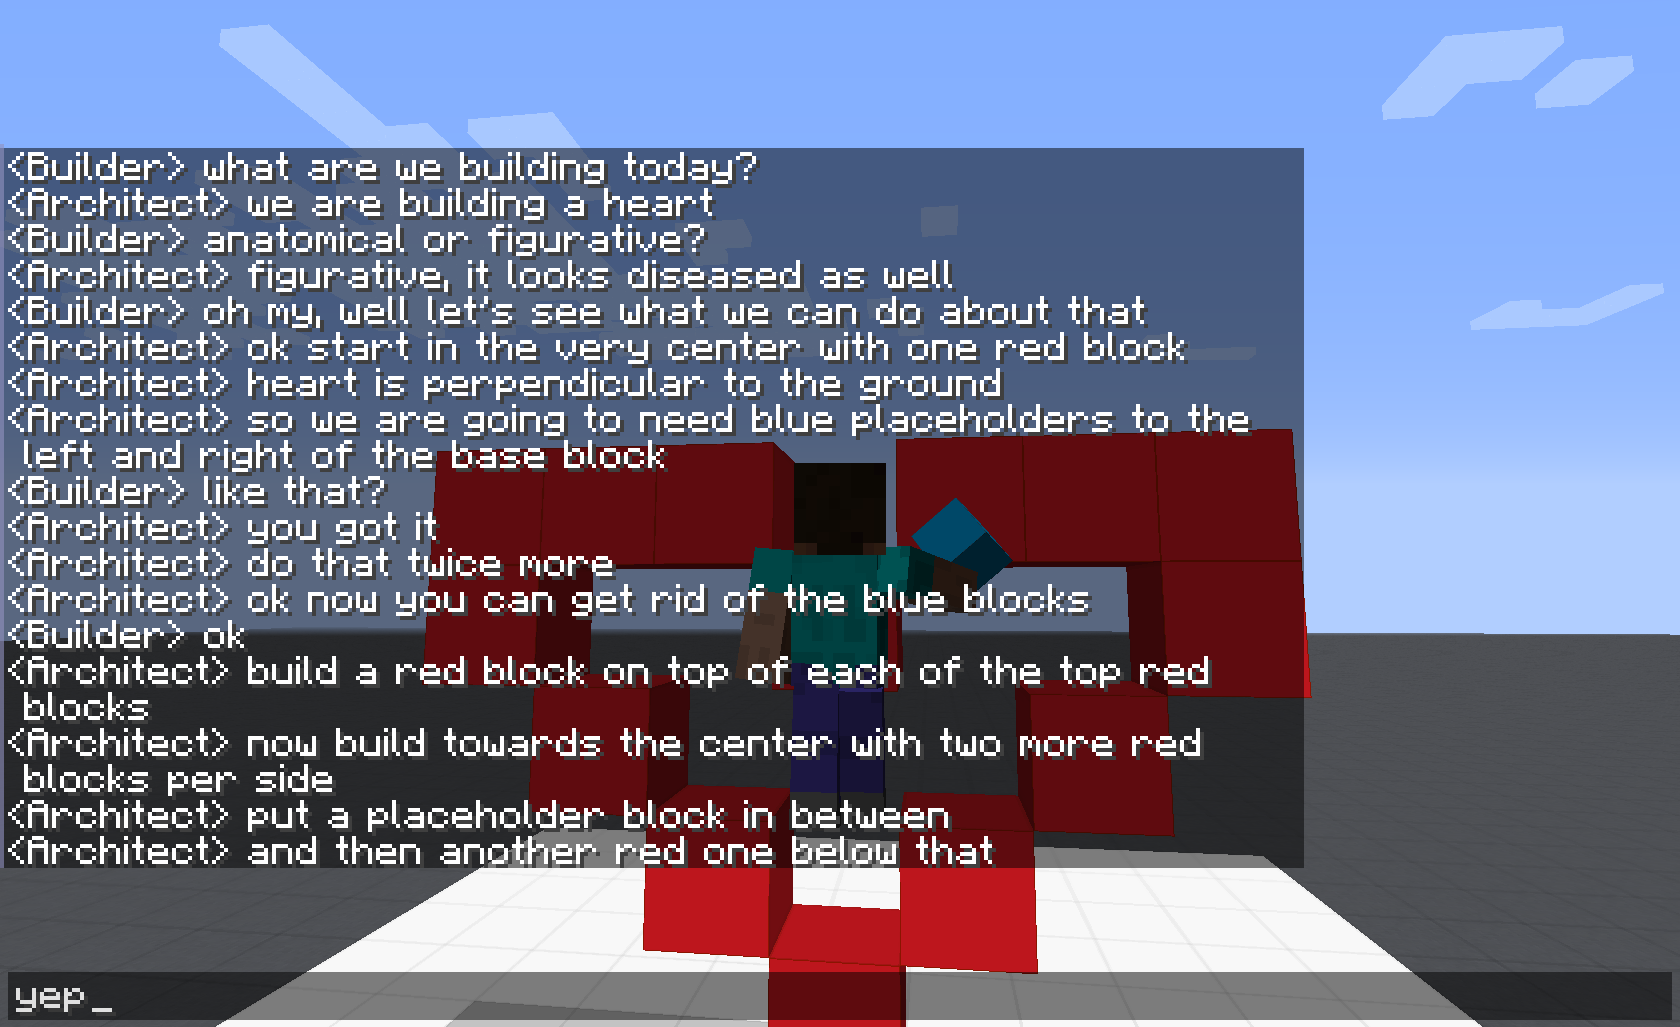 <Builder> what are we building today?
<Architect> we are building a heart
<Builder> anatomical or figurative?
<Architect> figurative, it looks diseased as well
<Builder> oh my, well let's see what we can do about that
<Architect> ok start in the very center with one red block
<Architect> heart is perpendicular to the ground
<Architect> so we are going to need blue placeholders to the
left and right of the base block
<Builder> like that?
<Architect> you got it
<Architect> do that twice more
<Architect> ok now you can get rid of the blue blocks
<Builder> ok
<Architect> build a red block on top of each of the top red
blocks
<Architect> now build towards the center with two more red
blocks per side
<Architect> put a placeholder block in between
<Architect> and then another red one below that
yep_